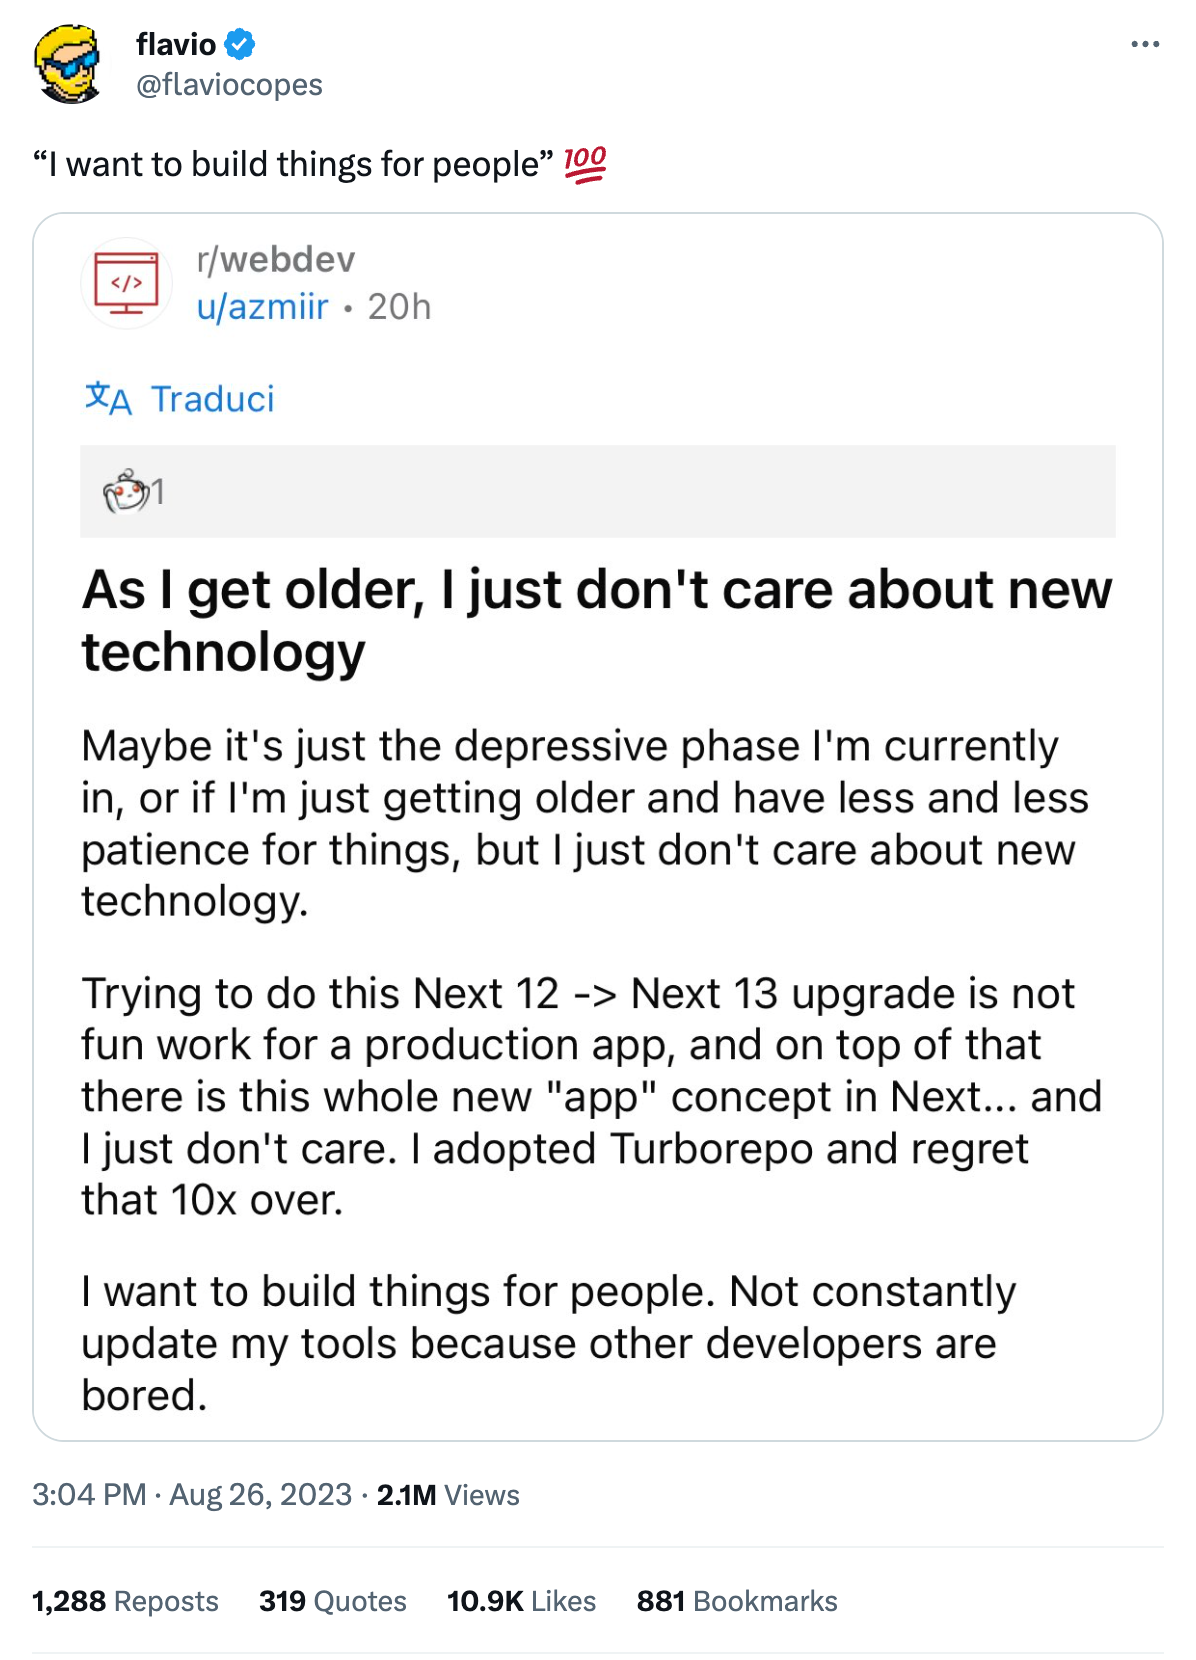 flavio
@flaviocopes
“I want to build things for people” 💯
r/webdev
</>
u/azmiir • 20h
文A Traduci
1
As I get older, I just don't care about new
technology
Maybe it's just the depressive phase I'm currently
in, or if I'm just getting older and have less and less
patience for things, but I just don't care about new
technology.
Trying to do this Next 12 -> Next 13 upgrade is not
fun work for a production app, and on top of that
there is this whole new "app" concept in Next... and
I just don't care. I adopted Turborepo and regret
that 10x over.
I want to build things for people. Not constantly
update my tools because other developers are
bored.
3:04 PM · Aug 26, 2023 · 2.1M Views
1,288 Reposts 319 Quotes 10.9K Likes 881 Bookmarks